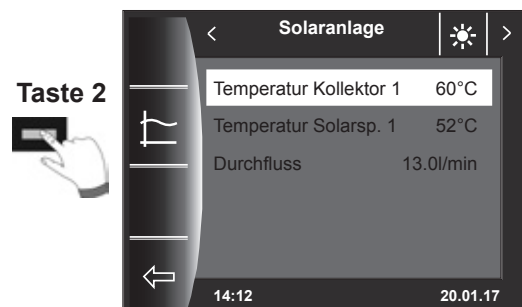 Solaranlage
Taste 2
Temperatur Kollektor 1 60°C
Temperatur Solarsp. 1 52°C
Durchfluss 13.0l/min
14:12 20.01.17